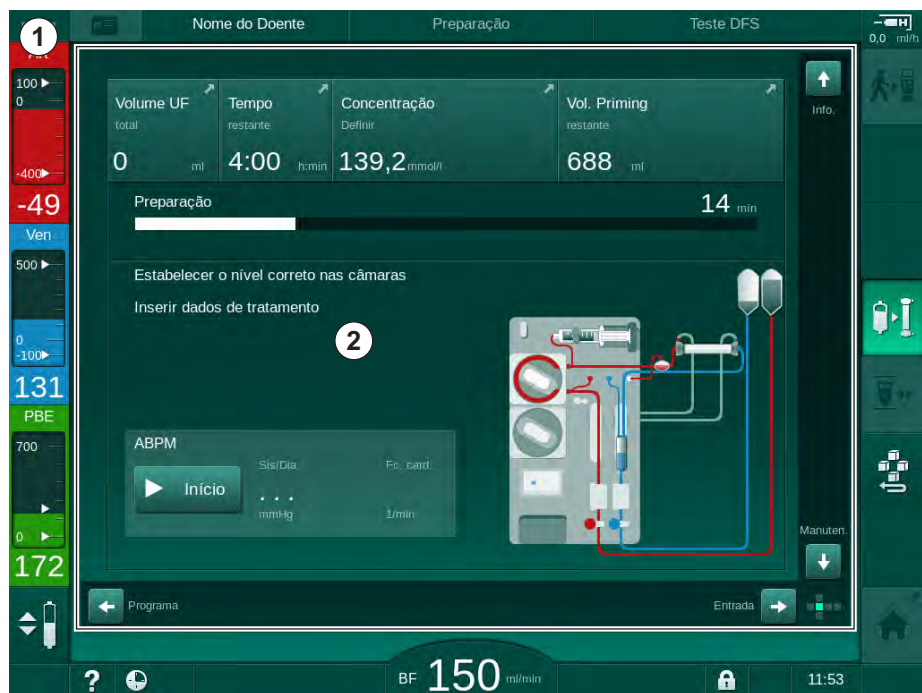 1
Nome do Doente
Preparação
Teste DFS
0,0 ml/h
100
0
-400
-49
Ven
500
0
-100
131
PBE
700
0
172
Volume UF
total
0 ml
Tempo
restante
4:00 h:min
Concentração
Definir
139,2 mmol/l
Vol. Priming
restante
688 ml
Info.
Preparação
14 min
Estabelecer o nível correto nas câmaras
Inserir dados de tratamento
2
ABPM
Início
Sis/Dia
. . .
mmHg
Fc. card.
1/min
Manuten.
Programa
Entrada
?
BF 150 ml/min
11:53